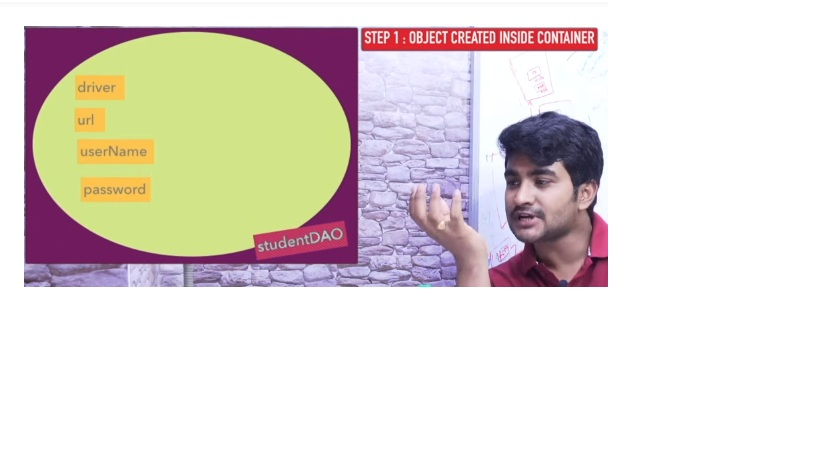 STEP 1 : OBJECT CREATED INSIDE CONTAINER
driver
url
userName
password
studentDAO